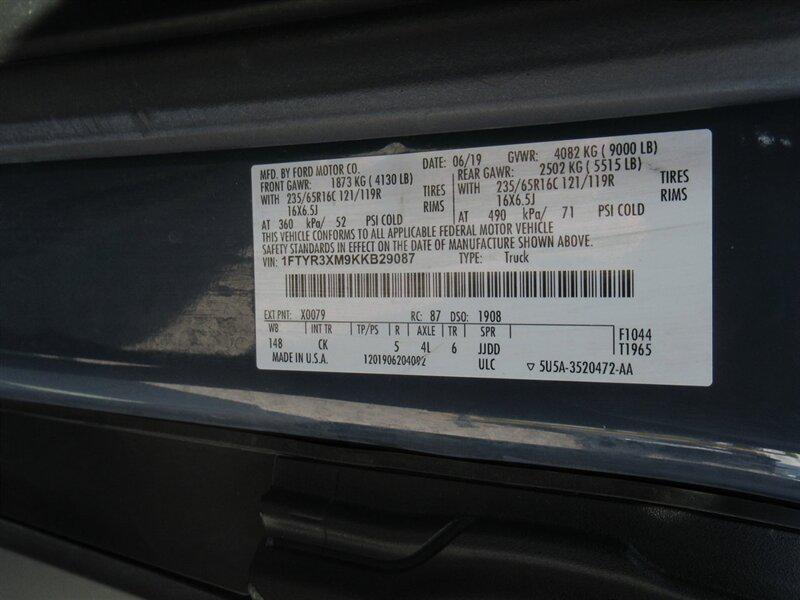 MFD. BY FORD MOTOR CO. DATE: 06/19 GVWR: 4082 KG ( 9000 LB)
FRONT GAWR: 1873 KG ( 4130 LB) REAR GAWR: 2502 KG ( 5515 LB)
WITH 235/65R16C 121/119R TIRES WITH 235/65R16C 121/119R TIRES
16X6.5J RIMS 16X6.5J RIMS
AT 360 kPa/ 52 PSI COLD AT 490 kPa/ 71 PSI COLD
THIS VEHICLE CONFORMS TO ALL APPLICABLE FEDERAL MOTOR VEHICLE
SAFETY STANDARDS IN EFFECT ON THE DATE OF MANUFACTURE SHOWN ABOVE.
VIN: 1FTYR3XM9KKB29087 TYPE: Truck
EXT PNT: X0079 RC: 87 DSO: 1908
WB INT TR TP/PS R AXLE TR SPR F1044
148 CK 5 4L 6 JJDD T1965
MADE IN U.S.A. 1201906204092 ULC ▽ 5U5A-3520472-AA